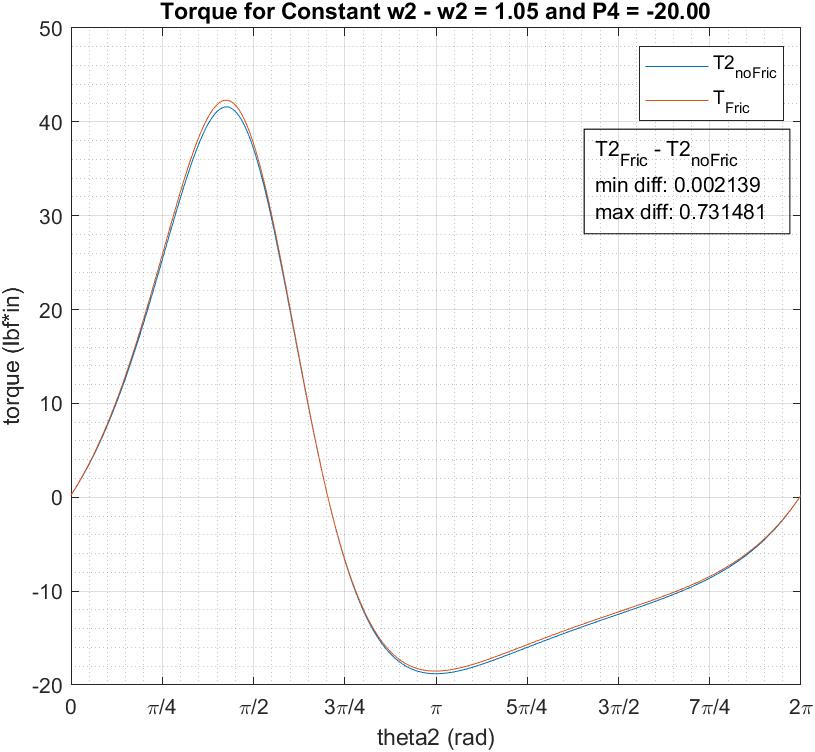 Torque for Constant w2 - w2 = 1.05 and P4 = -20.00
50
40
30
20
10
0
-10
-20
torque (lbf*in)
T2noFric
TFric
T2Fric - T2noFric
min diff: 0.002139
max diff: 0.731481
0 π/4 π/2 3π/4 π 5π/4 3π/2 7π/4 2π
theta2 (rad)